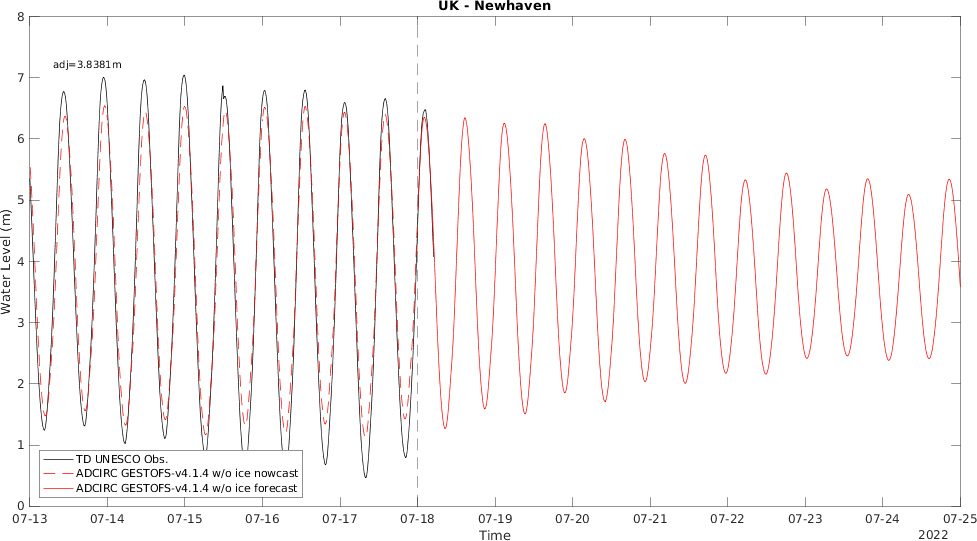 UK - Newhaven
8
7
6
5
4
3
2
1
0
Water Level (m)
adj=3.8381m
TD UNESCO Obs.
ADCIRC GESTOFS-v4.1.4 w/o ice nowcast
ADCIRC GESTOFS-v4.1.4 w/o ice forecast
07-13 07-14 07-15 07-16 07-17 07-18 07-19 07-20 07-21 07-22 07-23 07-24 07-25
Time
2022